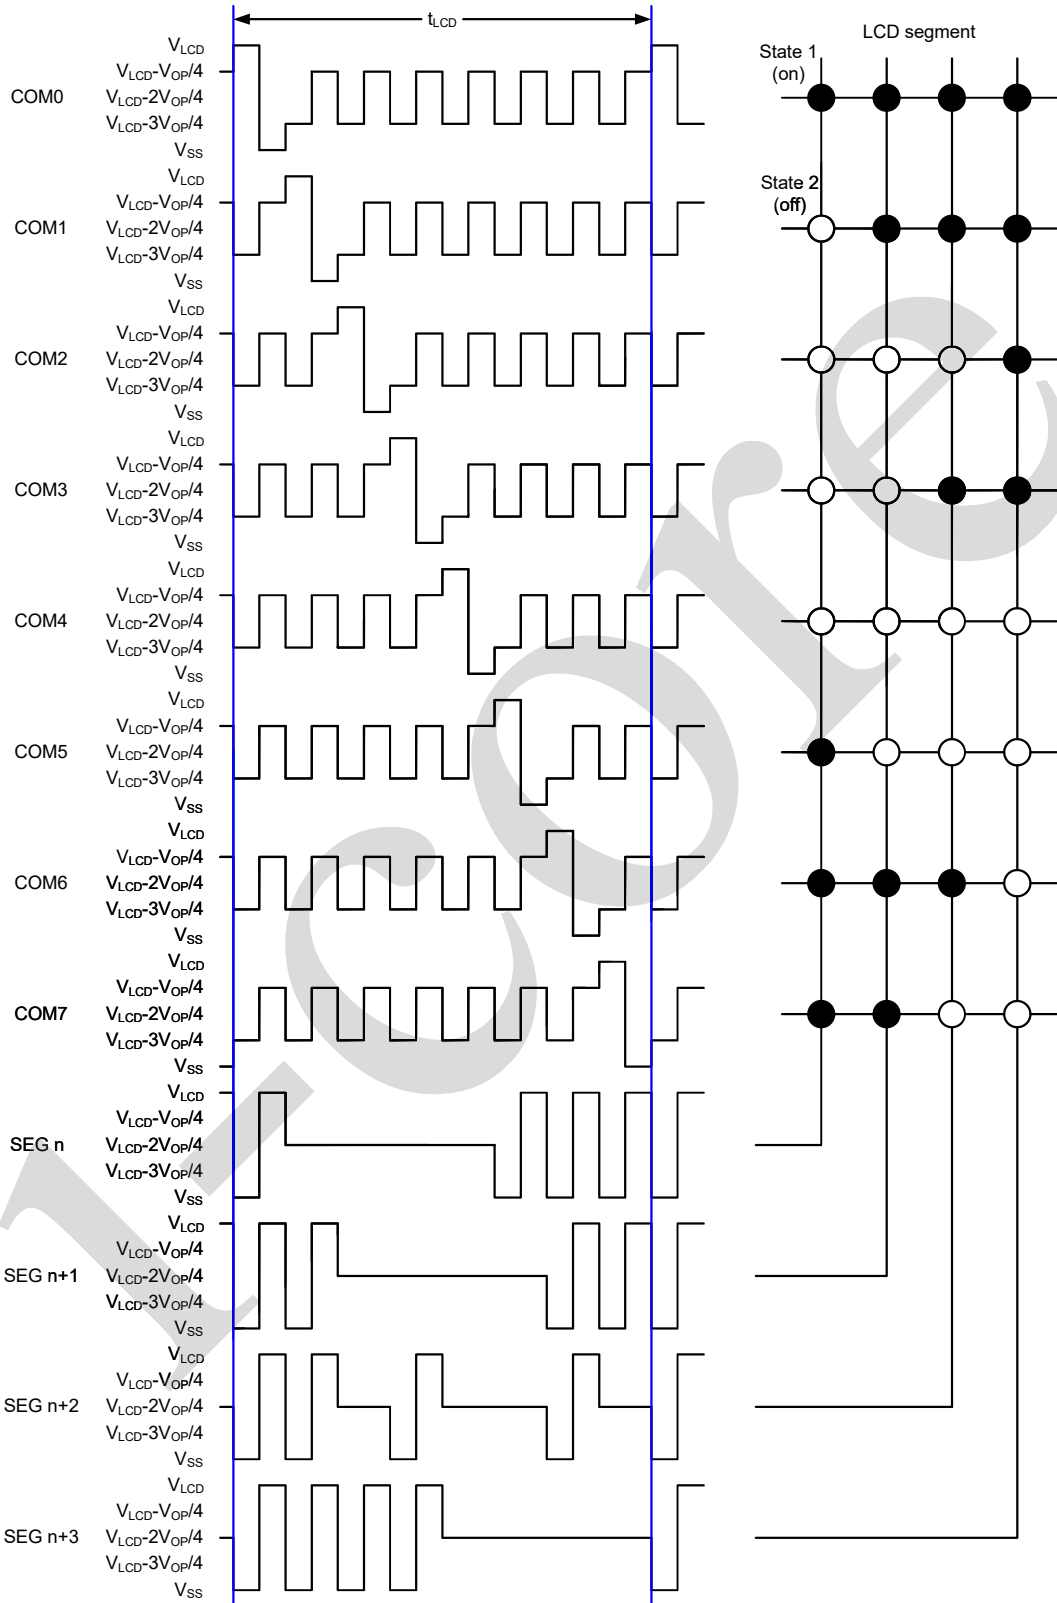 tLCD
LCD segment
State 1
(on)
VLCD
VLCD-VOP/4
COM0 VLCD-2VOP/4
VLCD-3VOP/4
VSS
State 2
(off)
VLCD
VLCD-VOP/4
COM1 VLCD-2VOP/4
VLCD-3VOP/4
VSS
VLCD
VLCD-VOP/4
COM2 VLCD-2VOP/4
VLCD-3VOP/4
VSS
VLCD
VLCD-VOP/4
COM3 VLCD-2VOP/4
VLCD-3VOP/4
VSS
VLCD
VLCD-VOP/4
COM4 VLCD-2VOP/4
VLCD-3VOP/4
VSS
VLCD
VLCD-VOP/4
COM5 VLCD-2VOP/4
VLCD-3VOP/4
VSS
VLCD
VLCD-VOP/4
COM6 VLCD-2VOP/4
VLCD-3VOP/4
VSS
VLCD
VLCD-VOP/4
COM7 VLCD-2VOP/4
VLCD-3VOP/4
VSS
VLCD
VLCD-VOP/4
SEG n VLCD-2VOP/4
VLCD-3VOP/4
VSS
VLCD
VLCD-VOP/4
SEG n+1 VLCD-2VOP/4
VLCD-3VOP/4
VSS
VLCD
VLCD-VOP/4
SEG n+2 VLCD-2VOP/4
VLCD-3VOP/4
VSS
VLCD
VLCD-VOP/4
SEG n+3 VLCD-2VOP/4
VLCD-3VOP/4
VSS
i-core